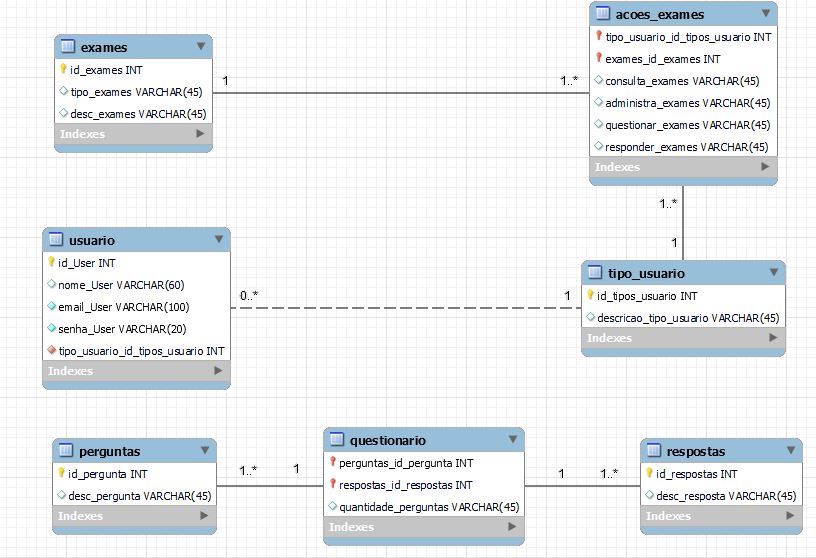 acoes_exames
tipo_usuario_id_tipos_usuario INT
exames_id_exames INT
consulta_exames VARCHAR(45)
administra_exames VARCHAR(45)
questionar_exames VARCHAR(45)
responder_exames VARCHAR(45)
Indexes
exames
id_exames INT
tipo_exames VARCHAR(45)
desc_exames VARCHAR(45)
Indexes
1
1..*
1..*
1
usuario
id_User INT
nome_User VARCHAR(60)
email_User VARCHAR(100)
senha_User VARCHAR(20)
tipo_usuario_id_tipos_usuario INT
Indexes
0..*
1
tipo_usuario
id_tipos_usuario INT
descricao_tipo_usuario VARCHAR(45)
Indexes
perguntas
id_pergunta INT
desc_pergunta VARCHAR(45)
Indexes
1..*
1
questionario
perguntas_id_pergunta INT
respostas_id_respostas INT
quantidade_perguntas VARCHAR(45)
Indexes
1
1..*
respostas
id_respostas INT
desc_resposta VARCHAR(45)
Indexes